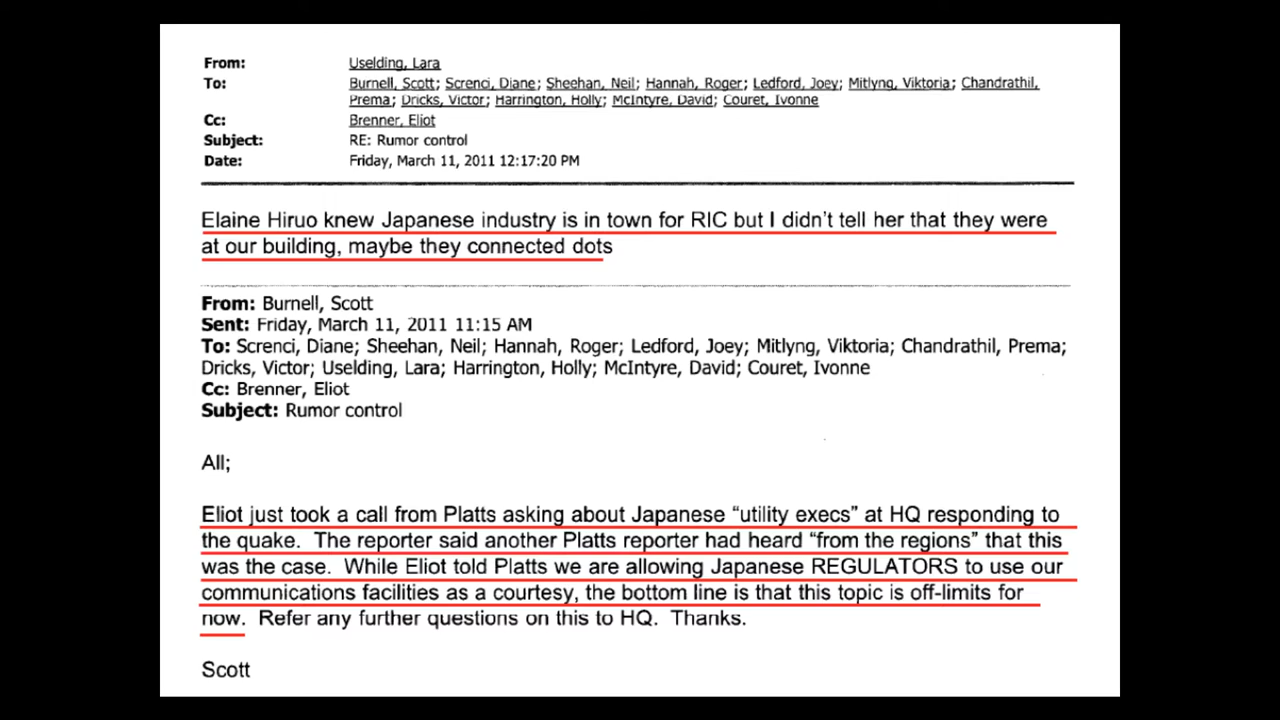 From: Uselding, Lara
To: Burnell, Scott; Screnci, Diane; Sheehan, Neil; Hannah, Roger; Ledford, Joey; Mitlyng, Viktoria; Chandrathil,
Prema; Dricks, Victor; Harrington, Holly; McIntyre, David; Couret, Ivonne
Cc: Brenner, Eliot
Subject: RE: Rumor control
Date: Friday, March 11, 2011 12:17:20 PM
Elaine Hiruo knew Japanese industry is in town for RIC but I didn't tell her that they were
at our building, maybe they connected dots
From: Burnell, Scott
Sent: Friday, March 11, 2011 11:15 AM
To: Screnci, Diane; Sheehan, Neil; Hannah, Roger; Ledford, Joey; Mitlyng, Viktoria; Chandrathil, Prema;
Dricks, Victor; Uselding, Lara; Harrington, Holly; McIntyre, David; Couret, Ivonne
Cc: Brenner, Eliot
Subject: Rumor control
All;
Eliot just took a call from Platts asking about Japanese “utility execs” at HQ responding to
the quake. The reporter said another Platts reporter had heard “from the regions” that this
was the case. While Eliot told Platts we are allowing Japanese REGULATORS to use our
communications facilities as a courtesy, the bottom line is that this topic is off-limits for
now. Refer any further questions on this to HQ. Thanks.
Scott